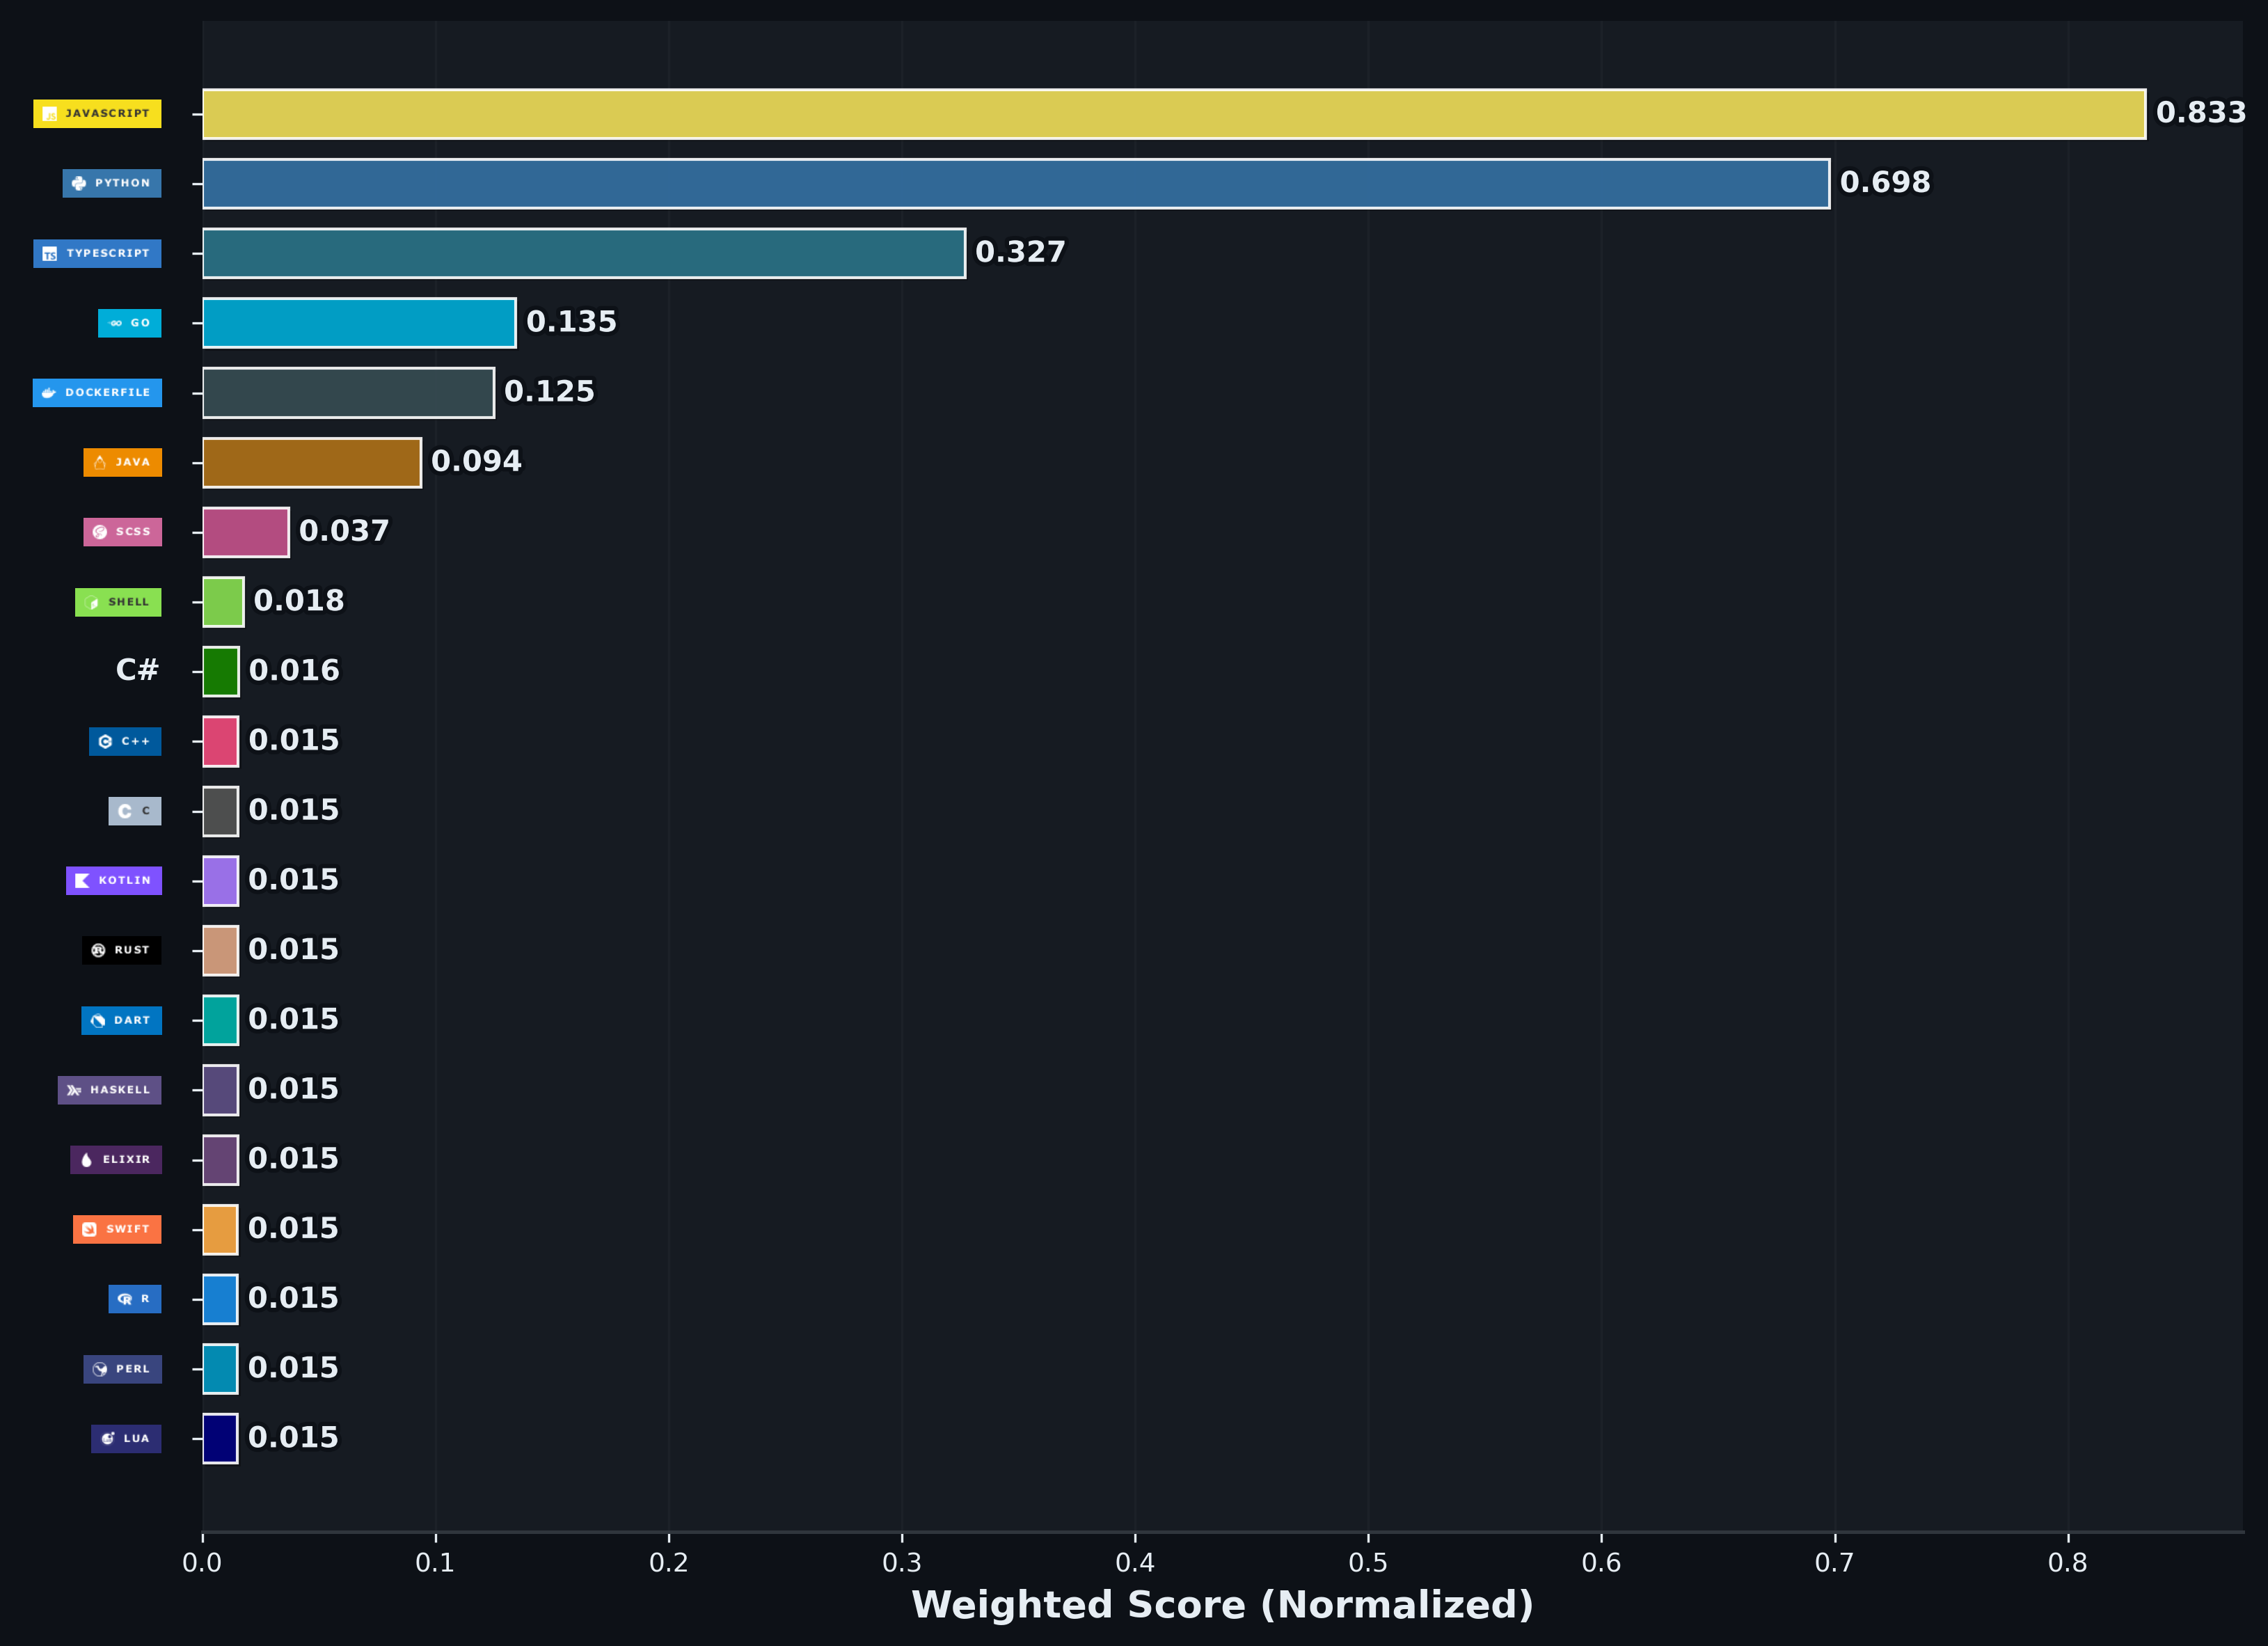 JAVASCRIPT 0.833
PYTHON 0.698
TS TYPESCRIPT 0.327
GO GO 0.135
DOCKERFILE 0.125
JAVA 0.094
SCSS 0.037
SHELL 0.018
C# 0.016
C C++ 0.015
C C 0.015
KOTLIN 0.015
R RUST 0.015
DART 0.015
HASKELL 0.015
ELIXIR 0.015
SWIFT 0.015
R R 0.015
PERL 0.015
LUA 0.015
0.0 0.1 0.2 0.3 0.4 0.5 0.6 0.7 0.8
Weighted Score (Normalized)